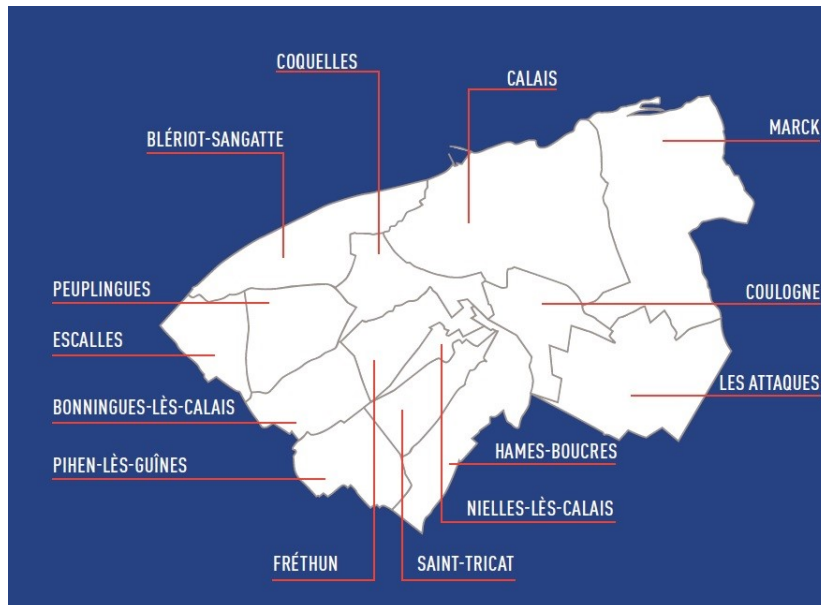 COQUELLES
CALAIS
MARCK
BLÉRIOT-SANGATTE
PEUPLINGUES
COULOGNE
ESCALLES
LES ATTAQUES
BONNINGUES-LÈS-CALAIS
HAMES-BOUCRES
PIHEN-LÈS-GUÎNES
NIELLES-LÈS-CALAIS
FRÉTHUN
SAINT-TRICAT